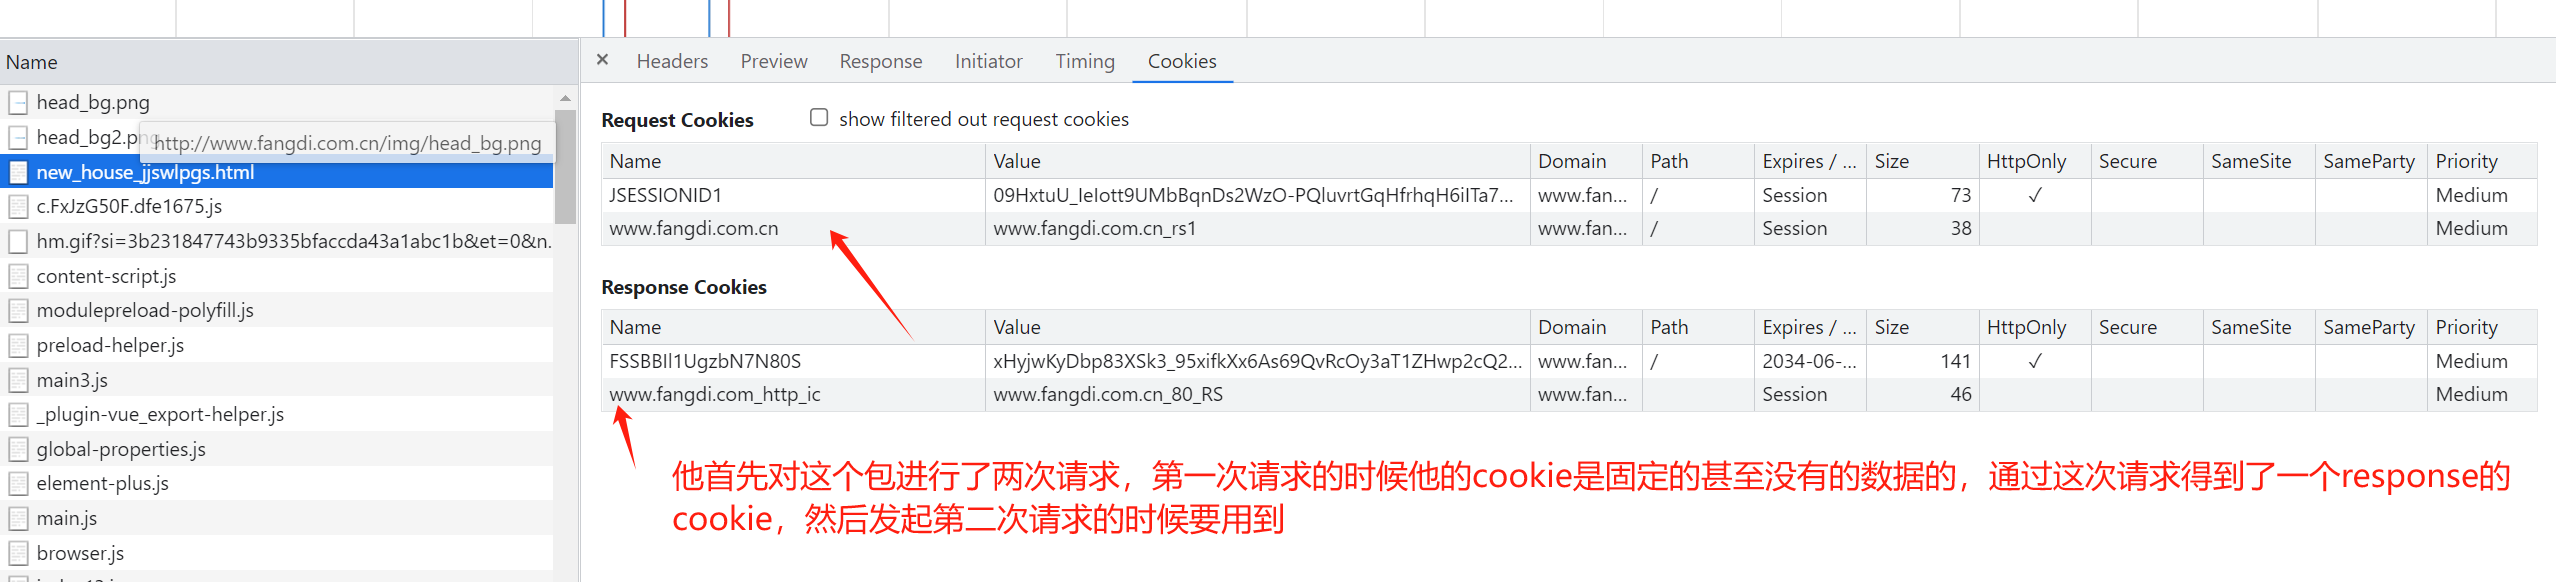 Name
head_bg.png
head_bg2.png
http://www.fangdi.com.cn/img/head_bg.png
new_house_jjswlpgs.html
c.FxJzG50F.dfe1675.js
hm.gif?si=3b231847743b9335bfaccda43a1abc1b&et=0&n.
content-script.js
modulepreload-polyfill.js
preload-helper.js
main3.js
_plugin-vue_export-helper.js
global-properties.js
element-plus.js
main.js
browser.js
× Headers Preview Response Initiator Timing Cookies
Request Cookies show filtered out request cookies
Name Value Domain Path Expires / ... Size HttpOnly Secure SameSite SameParty Priority
JSESSIONID1 09HxtuU_IeIott9UMbBqnDs2WzO-PQluvrtGqHfrhqH6iITa7... www.fan... / Session 73 ✓ Medium
www.fangdi.com.cn www.fangdi.com.cn_rs1 www.fan... / Session 38 Medium
Response Cookies
Name Value Domain Path Expires / ... Size HttpOnly Secure SameSite SameParty Priority
FSSBBIl1UgzbN7N80S xHyjwKyDbp83XSk3_95xifkXx6As69QvRcOy3aT1ZHwp2cQ2... www.fan... / 2034-06-... 141 ✓ Medium
www.fangdi.com_http_ic www.fangdi.com.cn_80_RS www.fan... Session 46 Medium
他首先对这个包进行了两次请求，第一次请求的时候他的cookie是固定的甚至没有的数据的，通过这次请求得到了一个response的
cookie，然后发起第二次请求的时候要用到